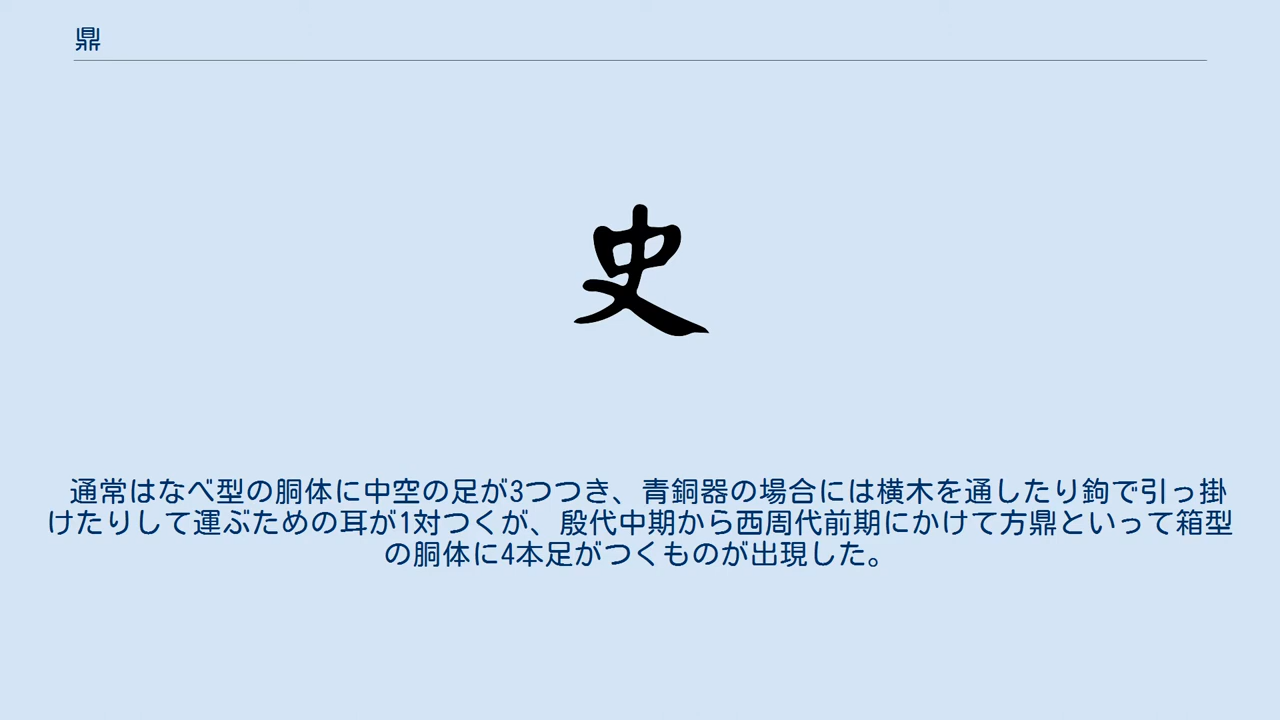 鼎
史
通常はなべ型の胴体に中空の足が3つつき、青銅器の場合には横木を通したり鉤で引っ掛
けたりして運ぶための耳が1対つくが、殷代中期から西周代前期にかけて方鼎といって箱型
の胴体に4本足がつくものが出現した。